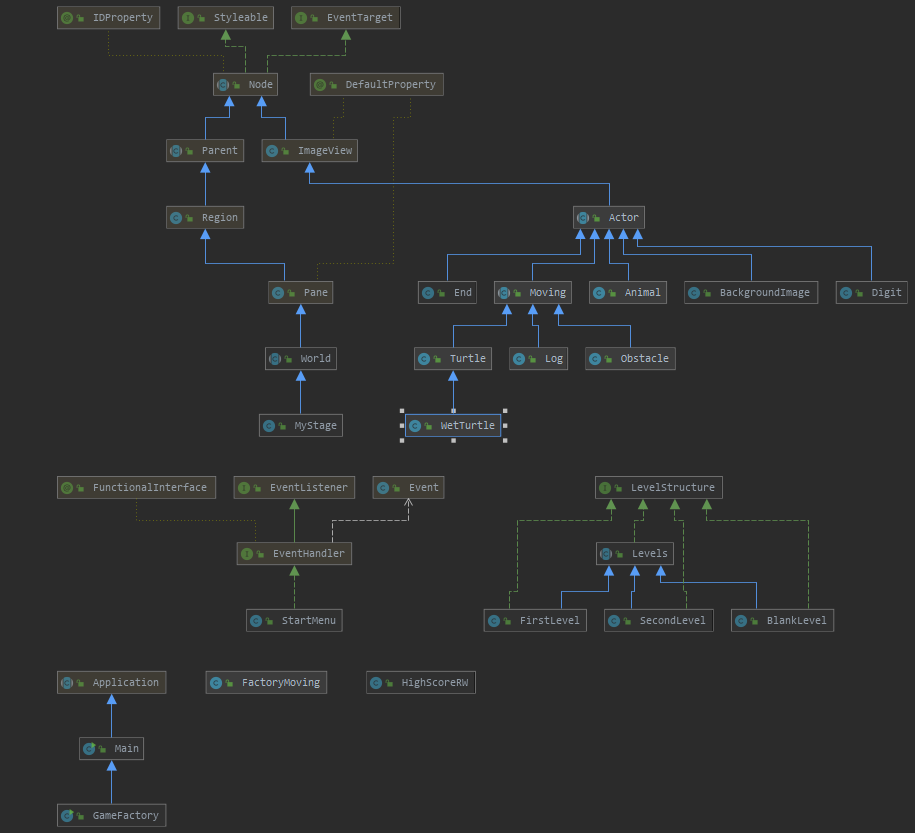 IDProperty
Styleable
EventTarget
Node
DefaultProperty
Parent
ImageView
Region
Actor
Pane
End
Moving
Animal
BackgroundImage
Digit
World
Turtle
Log
Obstacle
MyStage
WetTurtle
FunctionalInterface
EventListener
Event
LevelStructure
EventHandler
Levels
StartMenu
FirstLevel
SecondLevel
BlankLevel
Application
FactoryMoving
HighScoreRW
Main
GameFactory